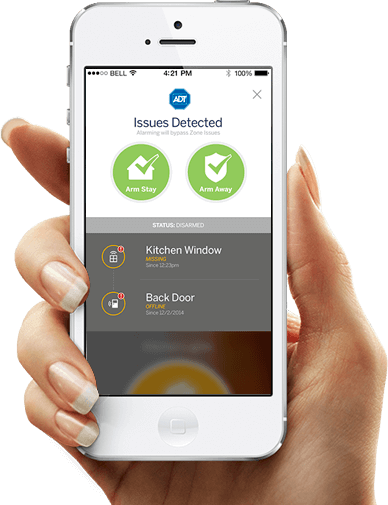 BELL 4:21 PM 100%
ADT
Issues Detected
Alarming will bypass Zone Issues
Arm Stay Arm Away
STATUS: DISARMED
Kitchen Window
MISSING
Since 12:23pm
Back Door
OFFLINE
Since 12/2/2014